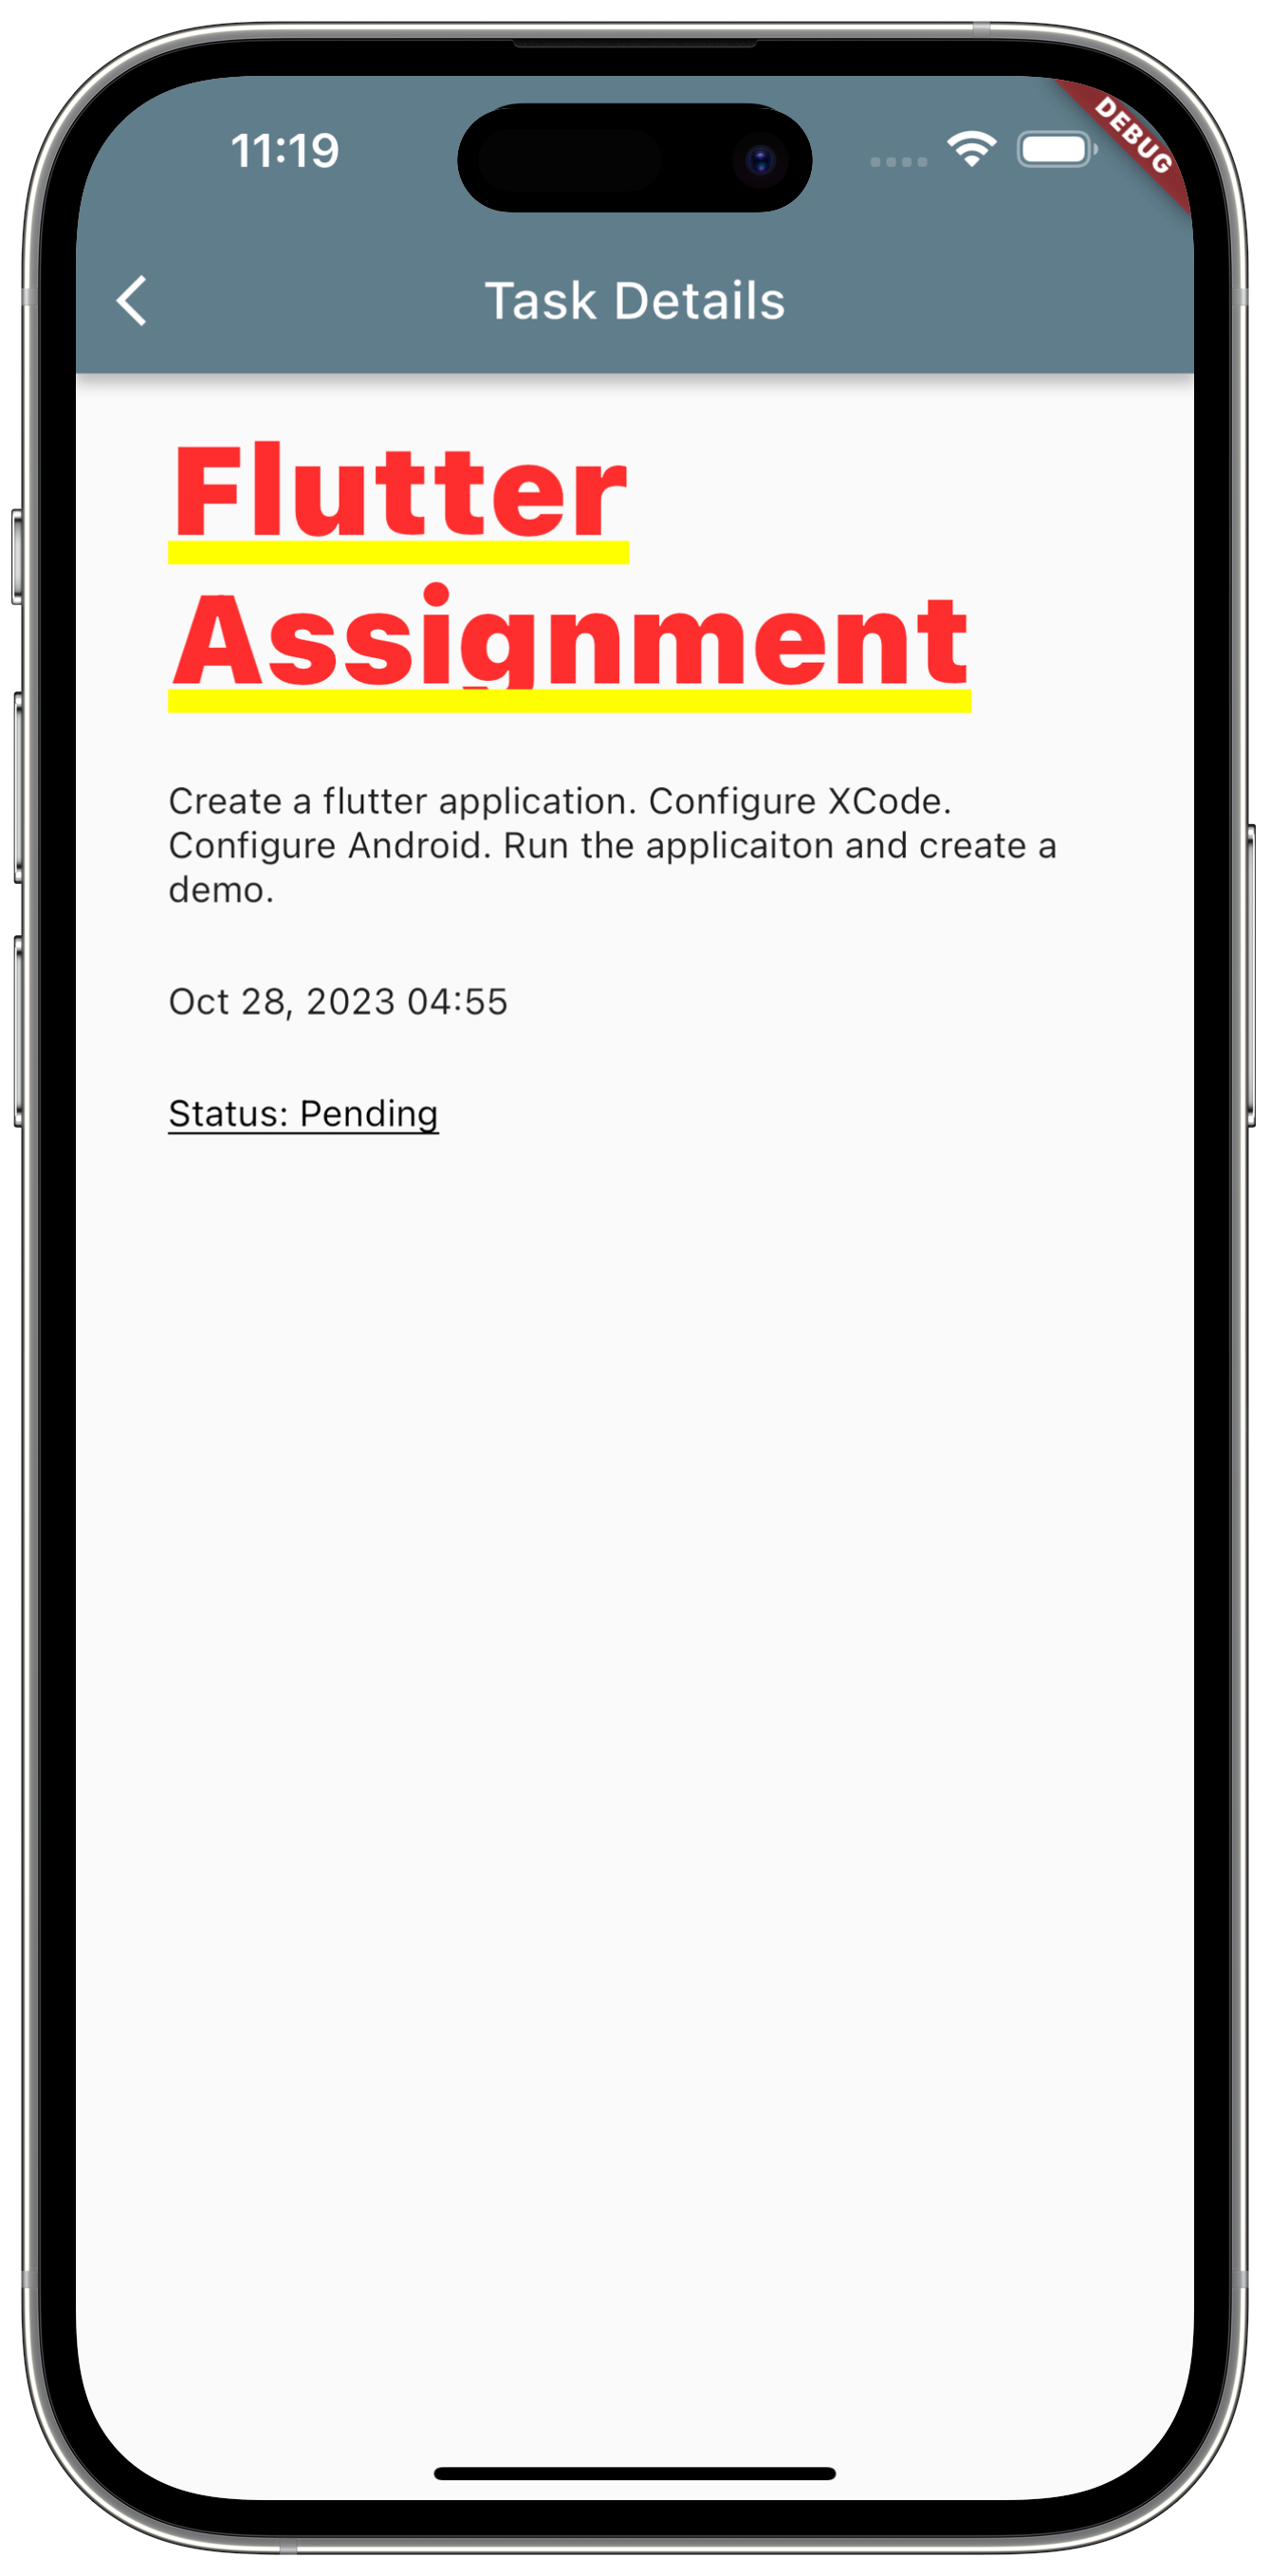 11:19
DEBUG
Task Details
Flutter
Assignment
Create a flutter application. Configure XCode.
Configure Android. Run the applicaiton and create a
demo.
Oct 28, 2023 04:55
Status: Pending